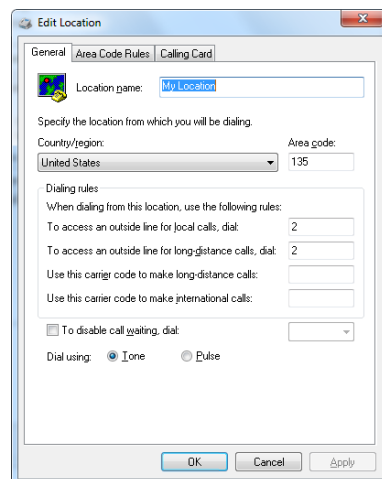 Edit Location
General Area Code Rules Calling Card
Location name: My Location
Specify the location from which you will be dialing.
Country/region: Area code:
United States 135
Dialing rules
When dialing from this location, use the following rules:
To access an outside line for local calls, dial: 2
To access an outside line for long-distance calls, dial: 2
Use this carrier code to make long-distance calls:
Use this carrier code to make international calls:
To disable call waiting, dial:
Dial using: Tone Pulse
OK Cancel Apply